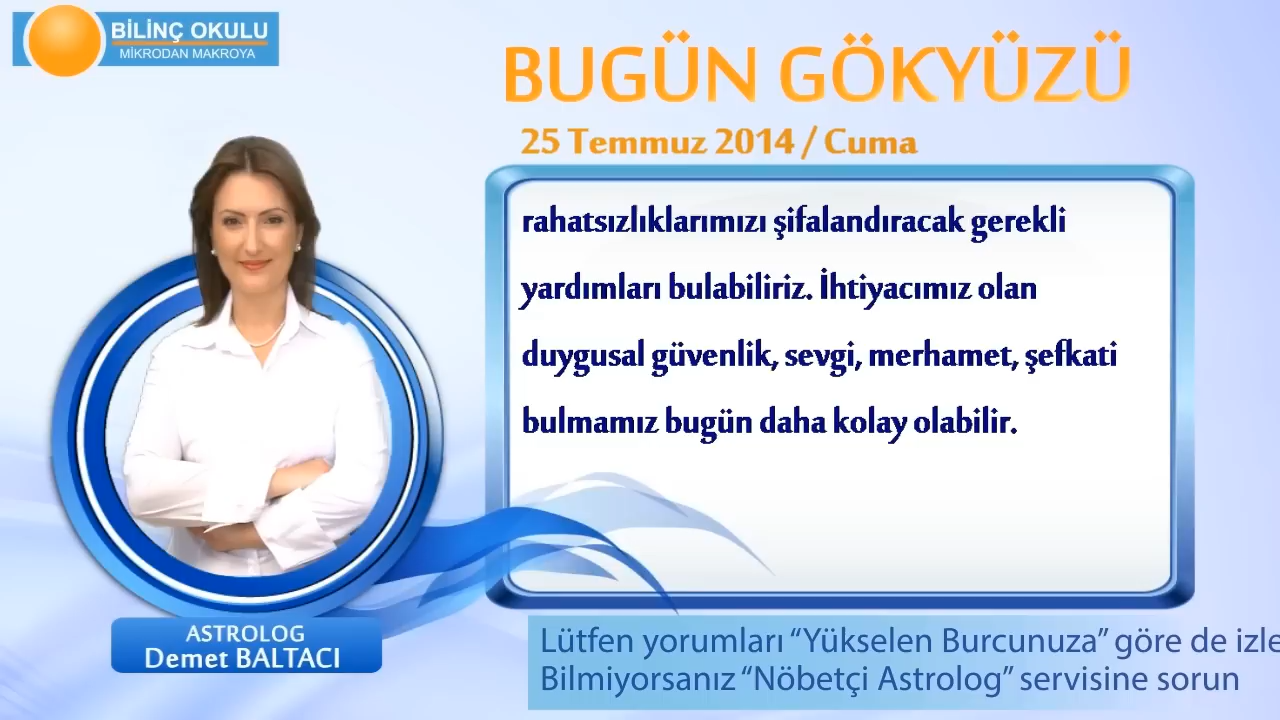 BİLİNÇ OKULU
MİKRODAN MAKROYA
BUGÜN GÖKYÜZÜ
25 Temmuz 2014 / Cuma
rahatsızlıklarımızı şifalandıracak gerekli
yardımları bulabiliriz. İhtiyacımız olan
duygusal güvenlik, sevgi, merhamet, şefkati
bulmamız bugün daha kolay olabilir.
ASTROLOG
Demet BALTACI
Lütfen yorumları “Yükselen Burcunuza” göre de izle
Bilmiyorsanız “Nöbetçi Astrolog” servisine sorun